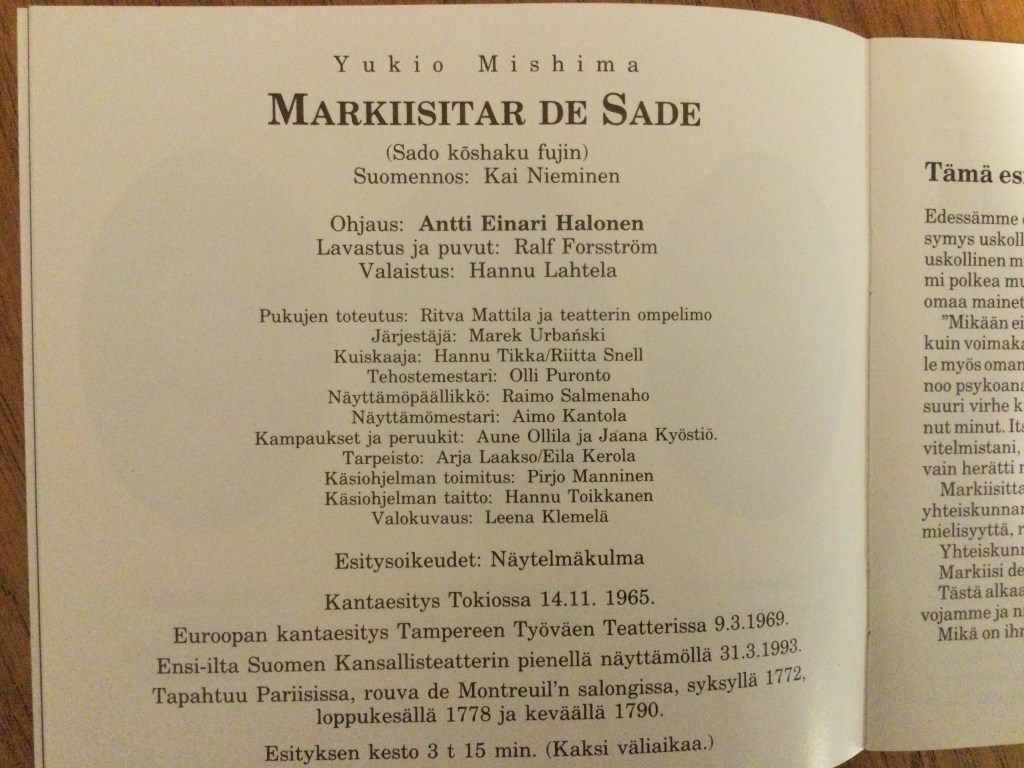 Yukio Mishima
MARKIISITAR DE SADE
(Sado kōshaku fujin)
Suomennos: Kai Nieminen
Ohjaus: Antti Einari Halonen
Lavastus ja puvut: Ralf Forsström
Valaistus: Hannu Lahtela
Pukujen toteutus: Ritva Mattila ja teatterin ompelimo
Järjestäjä: Marek Urbański
Kuiskaaja: Hannu Tikka/Riitta Snell
Tehostemestari: Olli Puronto
Näyttämöpäällikkö: Raimo Salmenaho
Näyttämömestari: Aimo Kantola
Kampaukset ja peruukit: Aune Ollila ja Jaana Kyöstiö.
Tarpeisto: Arja Laakso/Eila Kerola
Käsiohjelman toimitus: Pirjo Manninen
Käsiohjelman taitto: Hannu Toikkanen
Valokuvaus: Leena Klemelä
Esitysoikeudet: Näytelmäkulma
Kantaesitys Tokiossa 14.11. 1965.
Euroopan kantaesitys Tampereen Työväen Teatterissa 9.3.1969.
Ensi-ilta Suomen Kansallisteatterin pienellä näyttämöllä 31.3.1993.
Tapahtuu Pariisissa, rouva de Montreuil'n salongissa, syksyllä 1772,
loppukesällä 1778 ja keväällä 1790.
Esityksen kesto 3 t 15 min. (Kaksi väliaikaa.)
Tämä es
Edessämme
symys uskoll
uskollinen m
mi polkea mu
omaa mainet
"Mikään ei
kuin voimaka
le myös oman
noo psykoana
suuri virhe k
nut minut. Its
vitelmistani,
vain herätti
Markiisitta
yhteiskunnan
mielisyyttä,
Yhteiskunn
Markiisi de
Tästä alkaa
vojamme ja n
Mikä on ihn